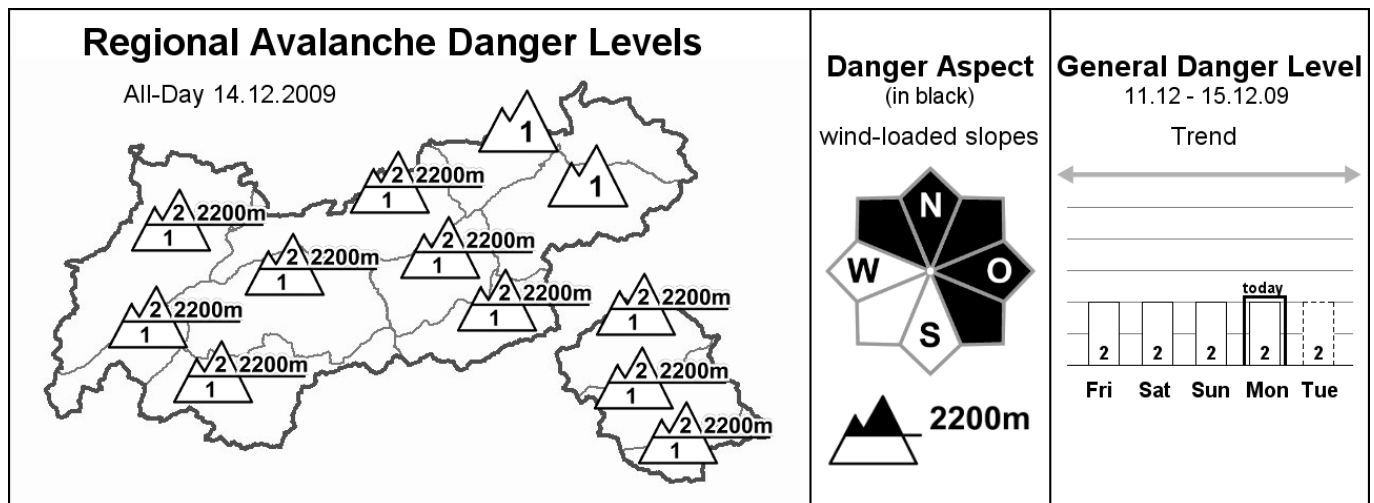 Regional Avalanche Danger Levels
All-Day 14.12.2009
1
1
2 2200m
1
2 2200m
1
2 2200m
1
2 2200m
1
2 2200m
1
2 2200m
1
2 2200m
1
2 2200m
1
2 2200m
1
2 2200m
1
Danger Aspect
(in black)
wind-loaded slopes
N
W O
S
2200m
General Danger Level
11.12 - 15.12.09
Trend
today
2 2 2 2 2
Fri Sat Sun Mon Tue